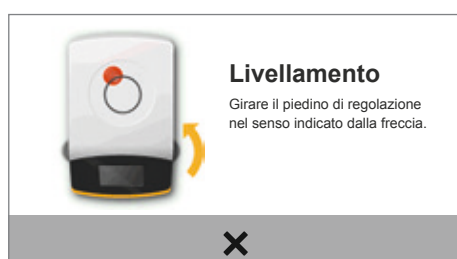 Livellamento
Girare il piedino di regolazione
nel senso indicato dalla freccia.